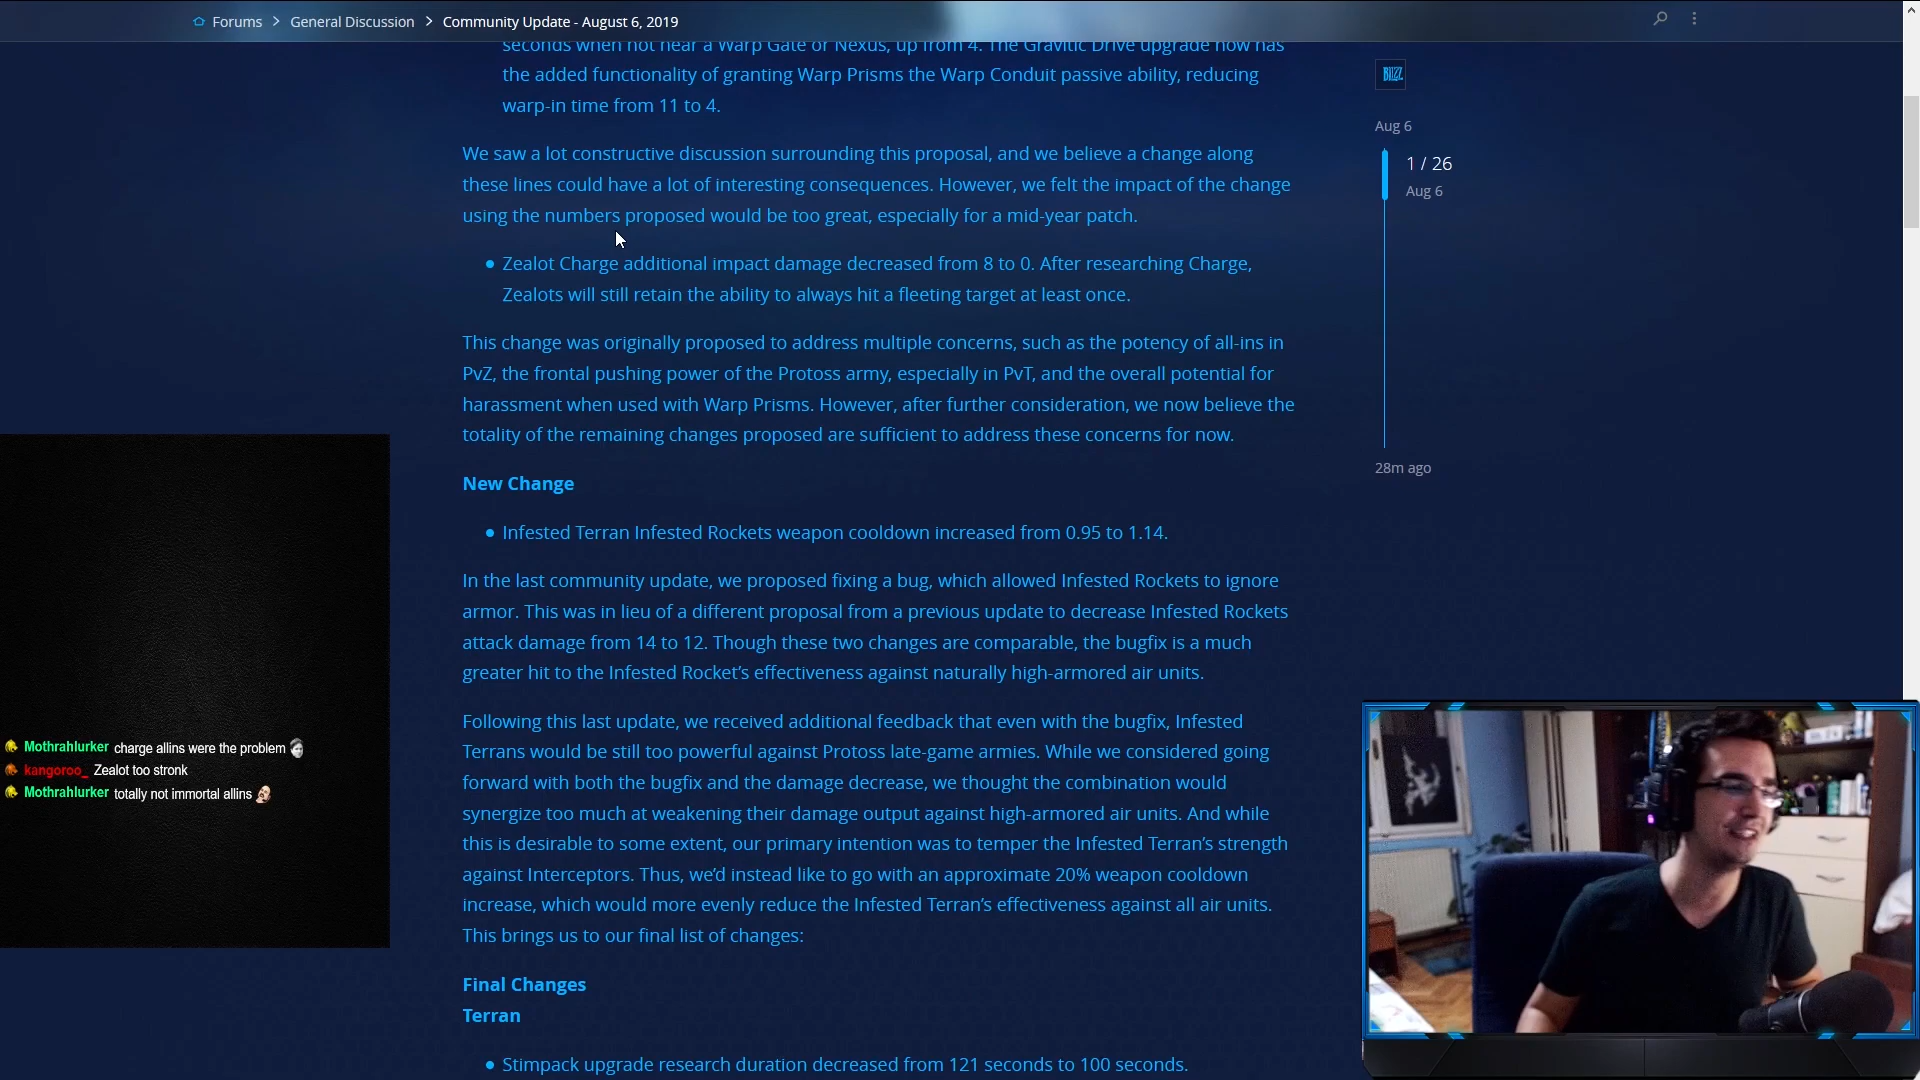 Forums > General Discussion > Community Update - August 6, 2019
seconds when not near a Warp Gate or Nexus, up from 4. The Gravitic Drive upgrade now has
the added functionality of granting Warp Prisms the Warp Conduit passive ability, reducing
warp-in time from 11 to 4.
We saw a lot constructive discussion surrounding this proposal, and we believe a change along
these lines could have a lot of interesting consequences. However, we felt the impact of the change
using the numbers proposed would be too great, especially for a mid-year patch.
• Zealot Charge additional impact damage decreased from 8 to 0. After researching Charge,
Zealots will still retain the ability to always hit a fleeting target at least once.
This change was originally proposed to address multiple concerns, such as the potency of all-ins in
PvZ, the frontal pushing power of the Protoss army, especially in PvT, and the overall potential for
harassment when used with Warp Prisms. However, after further consideration, we now believe the
totality of the remaining changes proposed are sufficient to address these concerns for now.
New Change
• Infested Terran Infested Rockets weapon cooldown increased from 0.95 to 1.14.
In the last community update, we proposed fixing a bug, which allowed Infested Rockets to ignore
armor. This was in lieu of a different proposal from a previous update to decrease Infested Rockets
attack damage from 14 to 12. Though these two changes are comparable, the bugfix is a much
greater hit to the Infested Rocket's effectiveness against naturally high-armored air units.
Following this last update, we received additional feedback that even with the bugfix, Infested
Terrans would be still too powerful against Protoss late-game armies. While we considered going
forward with both the bugfix and the damage decrease, we thought the combination would
synergize too much at weakening their damage output against high-armored air units. And while
this is desirable to some extent, our primary intention was to temper the Infested Terran's strength
against Interceptors. Thus, we'd instead like to go with an approximate 20% weapon cooldown
increase, which would more evenly reduce the Infested Terran's effectiveness against all air units.
This brings us to our final list of changes:
Final Changes
Terran
• Stimpack upgrade research duration decreased from 121 seconds to 100 seconds.
BLIZZ
Aug 6
1 / 26
Aug 6
28m ago
Mothrahlurker charge allins were the problem
kangoroo_ Zealot too stronk
Mothrahlurker totally not immortal allins